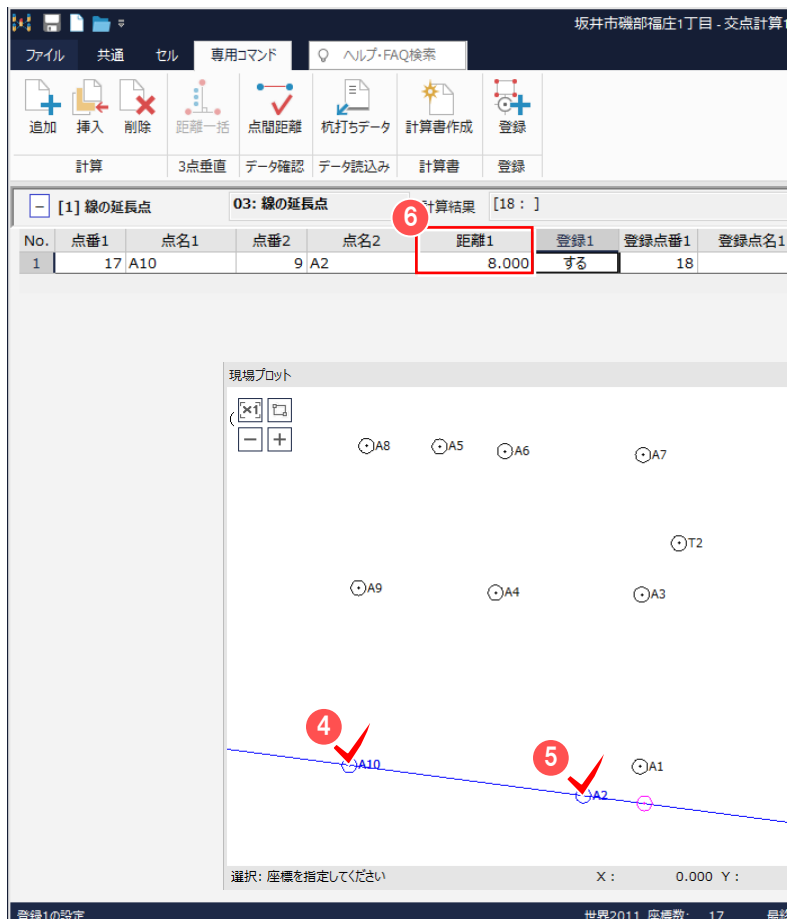 坂井市磯部福庄1丁目 - 交点計算1
ファイル 共通 セル 専用コマンド ヘルプ・FAQ検索
追加 挿入 削除 距離一括 点間距離 杭打ちデータ 計算書作成 登録
計算 3点垂直 データ確認 データ読込み 計算書 登録
[1] 線の延長点 03: 線の延長点 計算結果 [18 : ]
6
No. 点番1 点名1 点番2 点名2 距離1 登録1 登録点番1 登録点名1
1 17 A10 9 A2 8.000 する 18
現場プロット
[×1]
A8 A5 A6 A7
T2
A9 A4 A3
4
5
A10 A1
A2
選択: 座標を指定してください X : 0.000 Y :
登録1の設定 世界2011 座標数: 17 最終